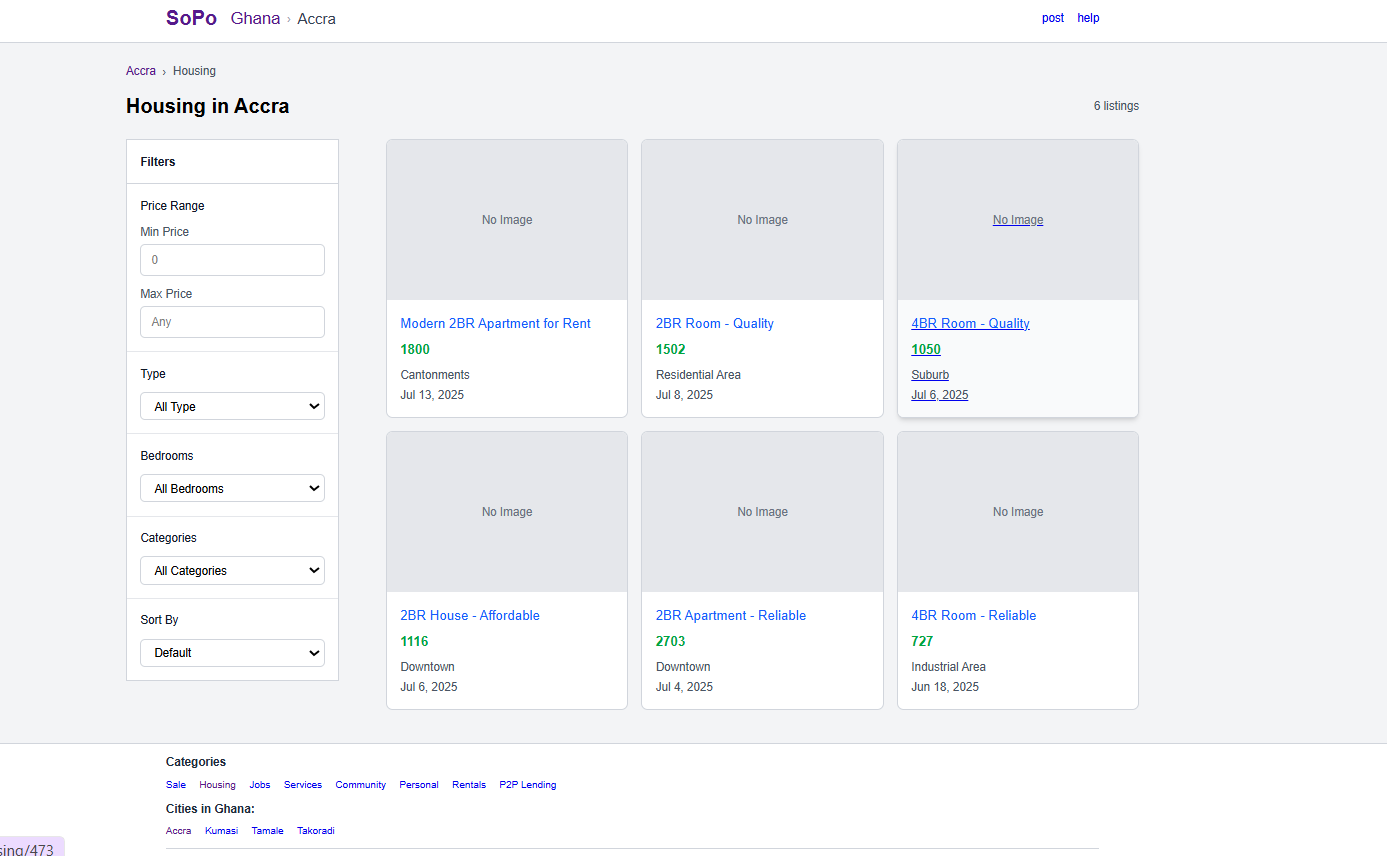 SoPo Ghana › Accra post help
Accra › Housing
Housing in Accra 6 listings
Filters
Price Range
Min Price
0
Max Price
Any
Type
All Type
Bedrooms
All Bedrooms
Categories
All Categories
Sort By
Default
No Image
Modern 2BR Apartment for Rent
1800
Cantonments
Jul 13, 2025
No Image
2BR Room - Quality
1502
Residential Area
Jul 8, 2025
No Image
4BR Room - Quality
1050
Suburb
Jul 6, 2025
No Image
2BR House - Affordable
1116
Downtown
Jul 6, 2025
No Image
2BR Apartment - Reliable
2703
Downtown
Jul 4, 2025
No Image
4BR Room - Reliable
727
Industrial Area
Jun 18, 2025
Categories
Sale Housing Jobs Services Community Personal Rentals P2P Lending
Cities in Ghana:
Accra Kumasi Tamale Takoradi
sing/473